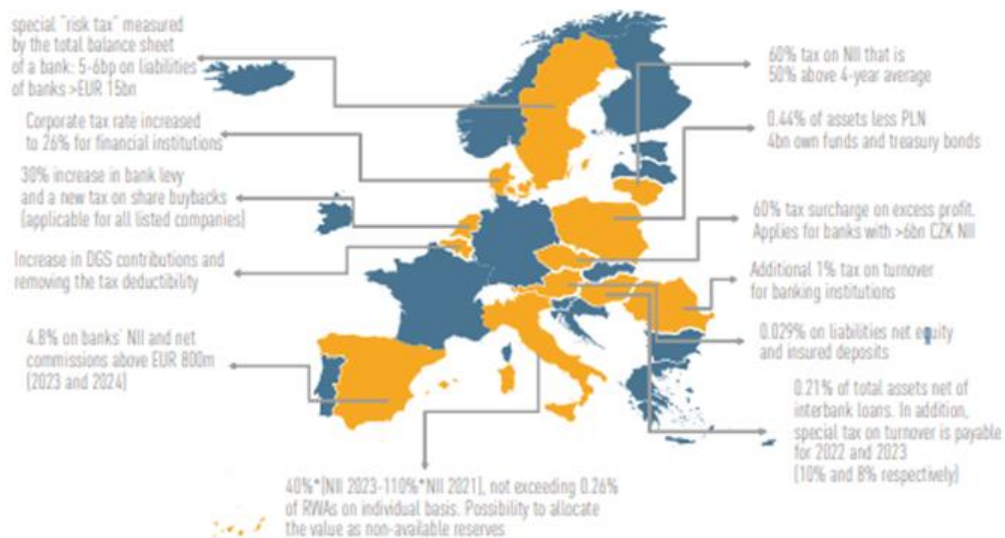 special "risk tax" measured
by the total balance sheet
of a bank: 5-6bp on liabilities
of banks >EUR 15bn
Corporate tax rate increased
to 26% for financial institutions
30% increase in bank levy
and a new tax on share buybacks
(applicable for all listed companies)
Increase in DGS contributions and
removing the tax deductibility
4.8% on banks' NII and net
commissions above EUR 800m
(2023 and 2024)
60% tax on NII that is
50% above 4-year average
0.44% of assets less PLN
4bn own funds and treasury bonds
60% tax surcharge on excess profit.
Applies for banks with >6bn CZK NII
Additional 1% tax on turnover
for banking institutions
0.029% on liabilities net equity
and insured deposits
0.21% of total assets net of
interbank loans. In addition,
special tax on turnover is payable
for 2022 and 2023
(10% and 8% respectively)
40%*(NII 2023-110%*NII 2021), not exceeding 0.26%
of RWAs on individual basis. Possibility to allocate
the value as non-available reserves